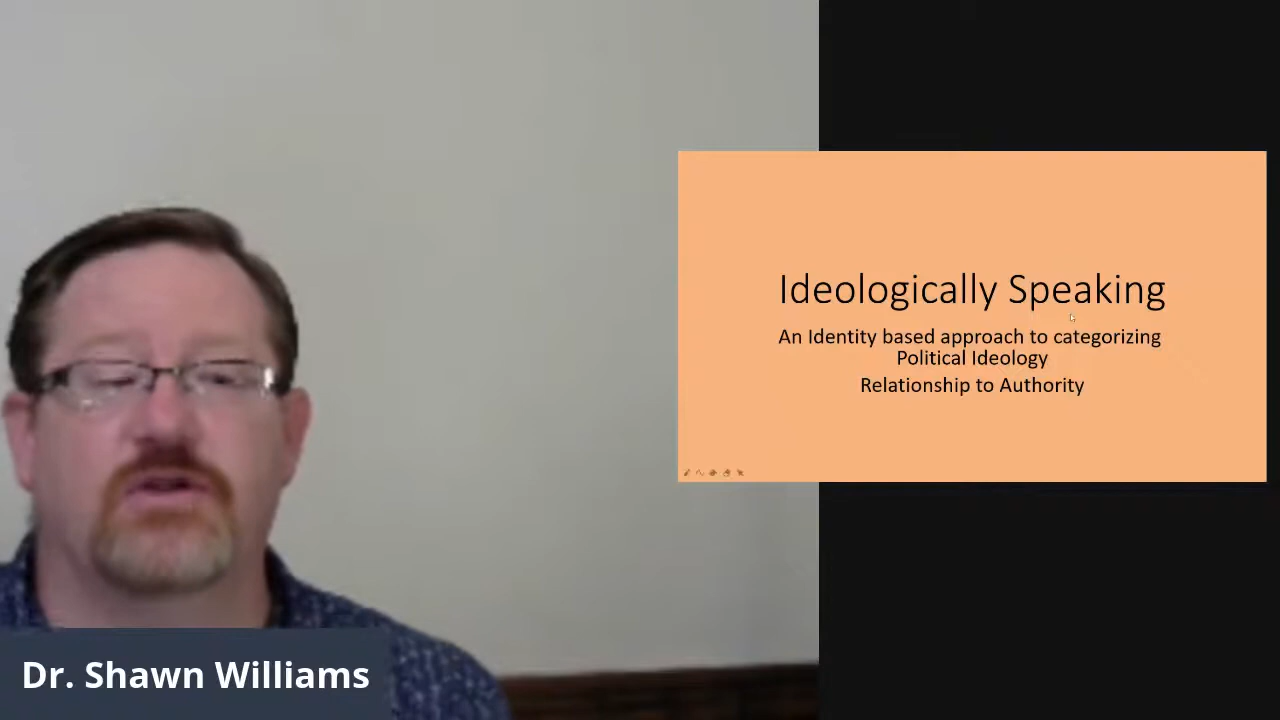 Ideologically Speaking
An Identity based approach to categorizing
Political Ideology
Relationship to Authority
Dr. Shawn Williams